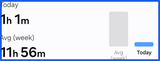 Today
1h 1m
Avg (week)
11h 56m
Avg
(week)
Today